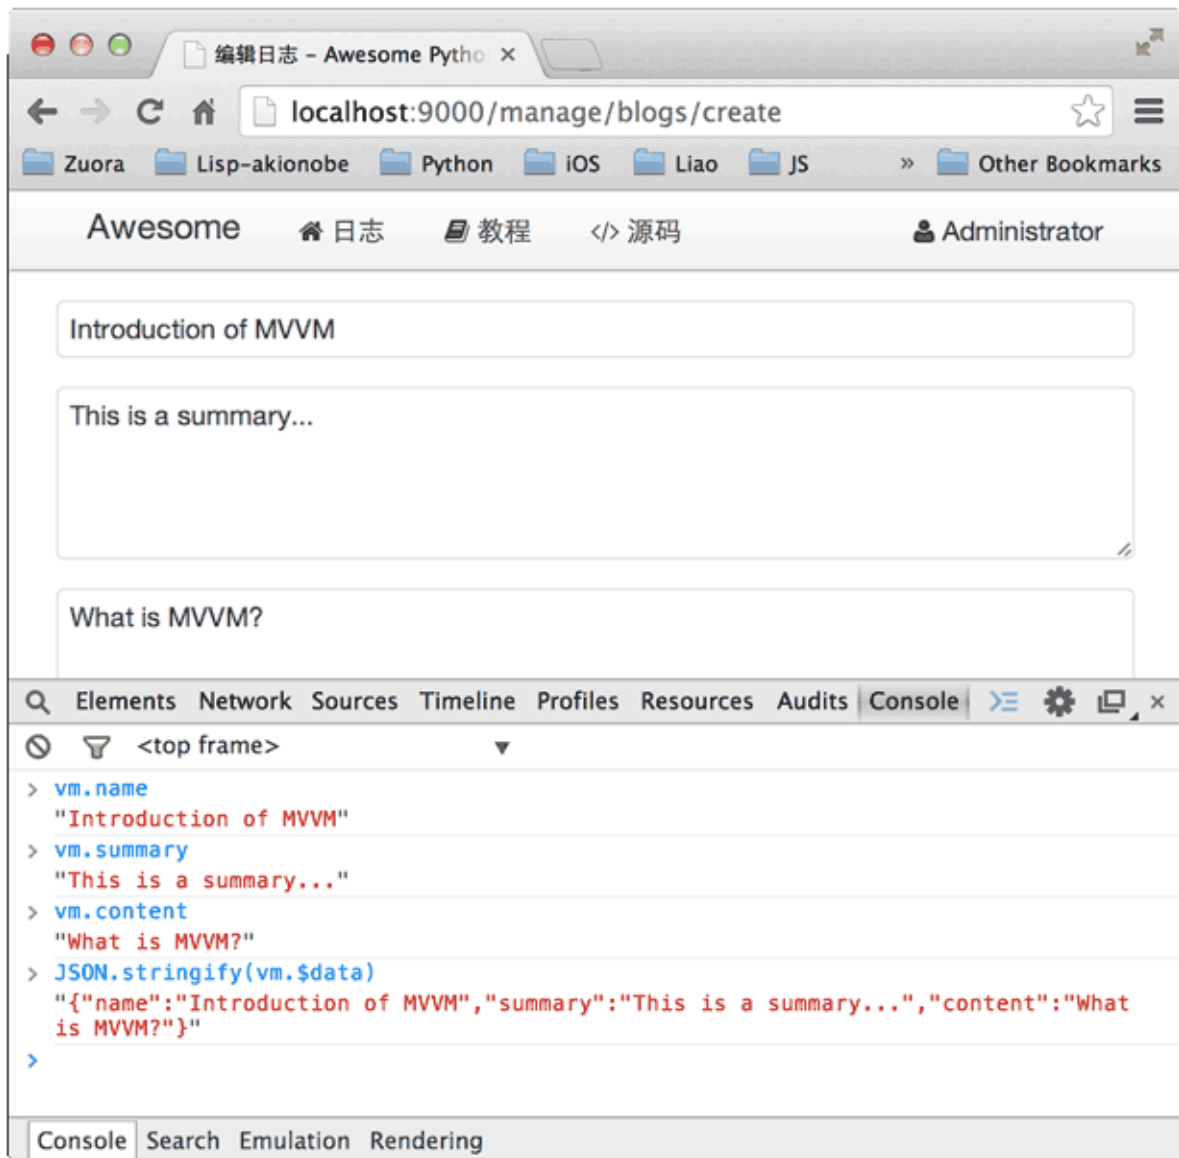 编辑日志 – Awesome Pytho
localhost:9000/manage/blogs/create
Zuora Lisp-akionobe Python iOS Liao JS » Other Bookmarks
Awesome 日志 教程 </> 源码 Administrator
Introduction of MVVM
This is a summary...
What is MVVM?
Elements Network Sources Timeline Profiles Resources Audits Console
<top frame>
> vm.name
"Introduction of MVVM"
> vm.summary
"This is a summary..."
> vm.content
"What is MVVM?"
> JSON.stringify(vm.$data)
"{"name":"Introduction of MVVM","summary":"This is a summary...","content":"What
is MVVM?"}"
>
Console Search Emulation Rendering